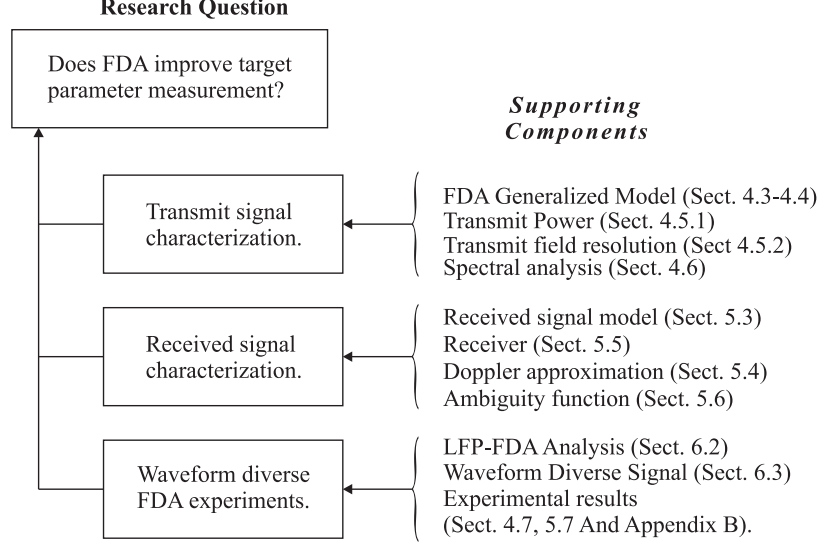 Research Question
Does FDA improve target
parameter measurement?
Supporting
Components
Transmit signal
characterization.
FDA Generalized Model (Sect. 4.3-4.4)
Transmit Power (Sect. 4.5.1)
Transmit field resolution (Sect 4.5.2)
Spectral analysis (Sect. 4.6)
Received signal
characterization.
Received signal model (Sect. 5.3)
Receiver (Sect. 5.5)
Doppler approximation (Sect. 5.4)
Ambiguity function (Sect. 5.6)
Waveform diverse
FDA experiments.
LFP-FDA Analysis (Sect. 6.2)
Waveform Diverse Signal (Sect. 6.3)
Experimental results
(Sect. 4.7, 5.7 And Appendix B).